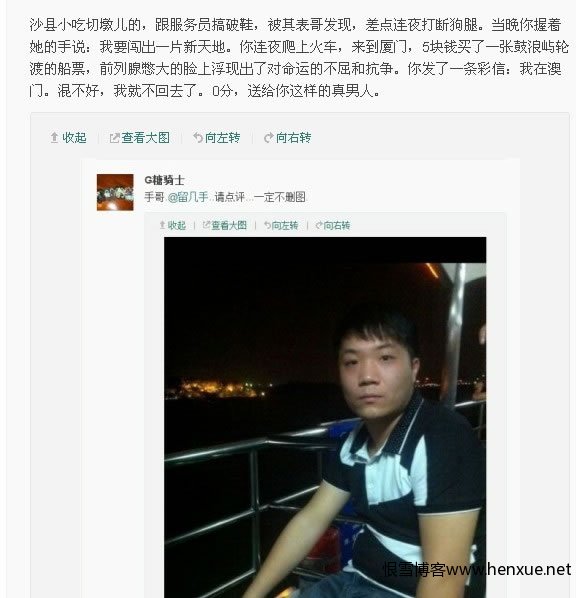 沙县小吃切墩儿的，跟服务员搞破鞋，被其表哥发现，差点连夜打断狗腿。当晚你握着
她的手说：我要闯出一片新天地。你连夜爬上火车，来到厦门，5块钱买了一张鼓浪屿轮
渡的船票，前列腺憋大的脸上浮现出了对命运的不屈和抗争。你发了一条彩信：我在澳
门。混不好，我就不回去了。0分，送给你这样的真男人。
收起 查看大图 向左转 向右转
G糖骑士
手哥.@留几手..请点评...一定不删图.
收起 查看大图 向左转 向右转
恨雪博客www.henxue.net